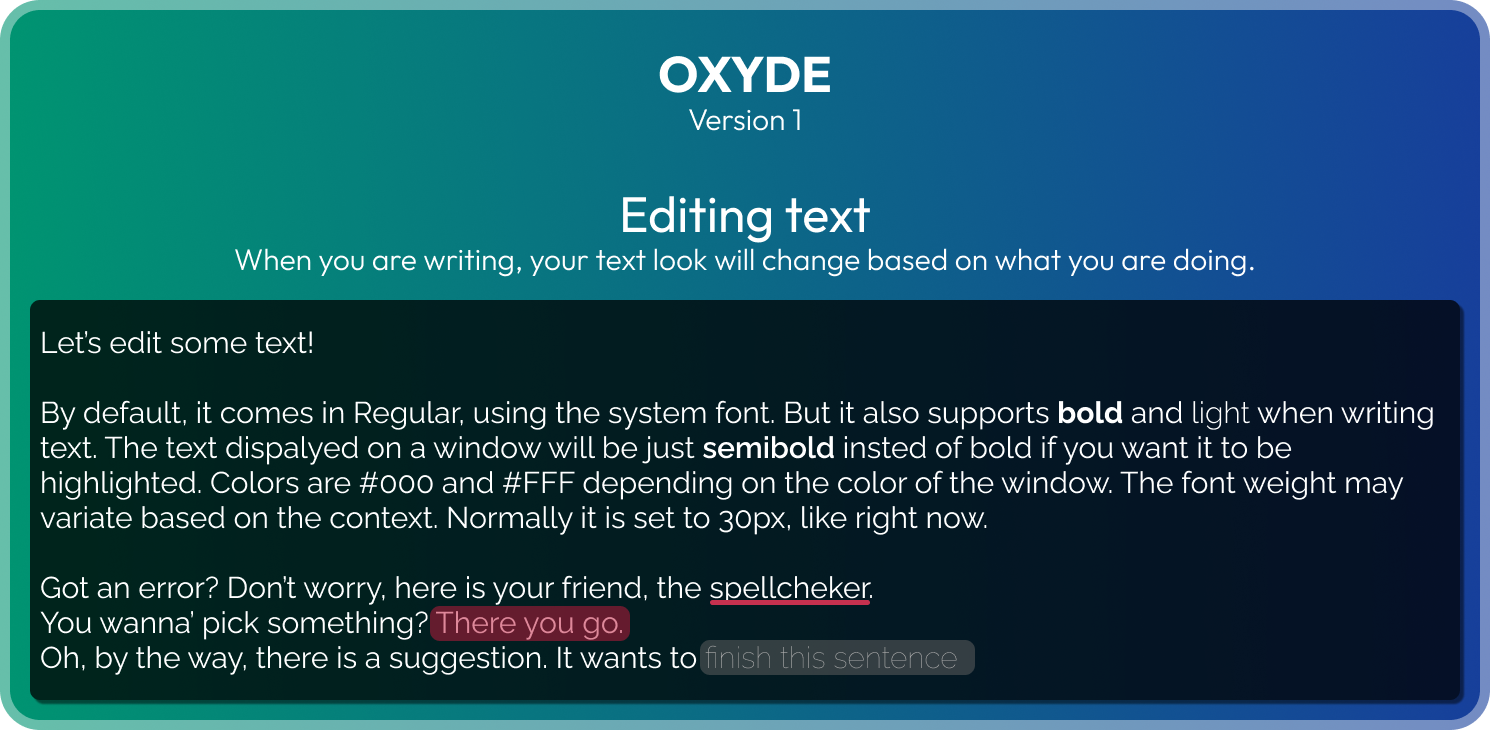 OXYDE
Version 1
Editing text
When you are writing, your text look will change based on what you are doing.
Let's edit some text!
By default, it comes in Regular, using the system font. But it also supports bold and light when writing
text. The text dispalyed on a window will be just semibold insted of bold if you want it to be
highlighted. Colors are #000 and #FFF depending on the color of the window. The font weight may
variate based on the context. Normally it is set to 30px, like right now.
Got an error? Don't worry, here is your friend, the spellcheker.
You wanna' pick something? There you go.
Oh, by the way, there is a suggestion. It wants to finish this sentence